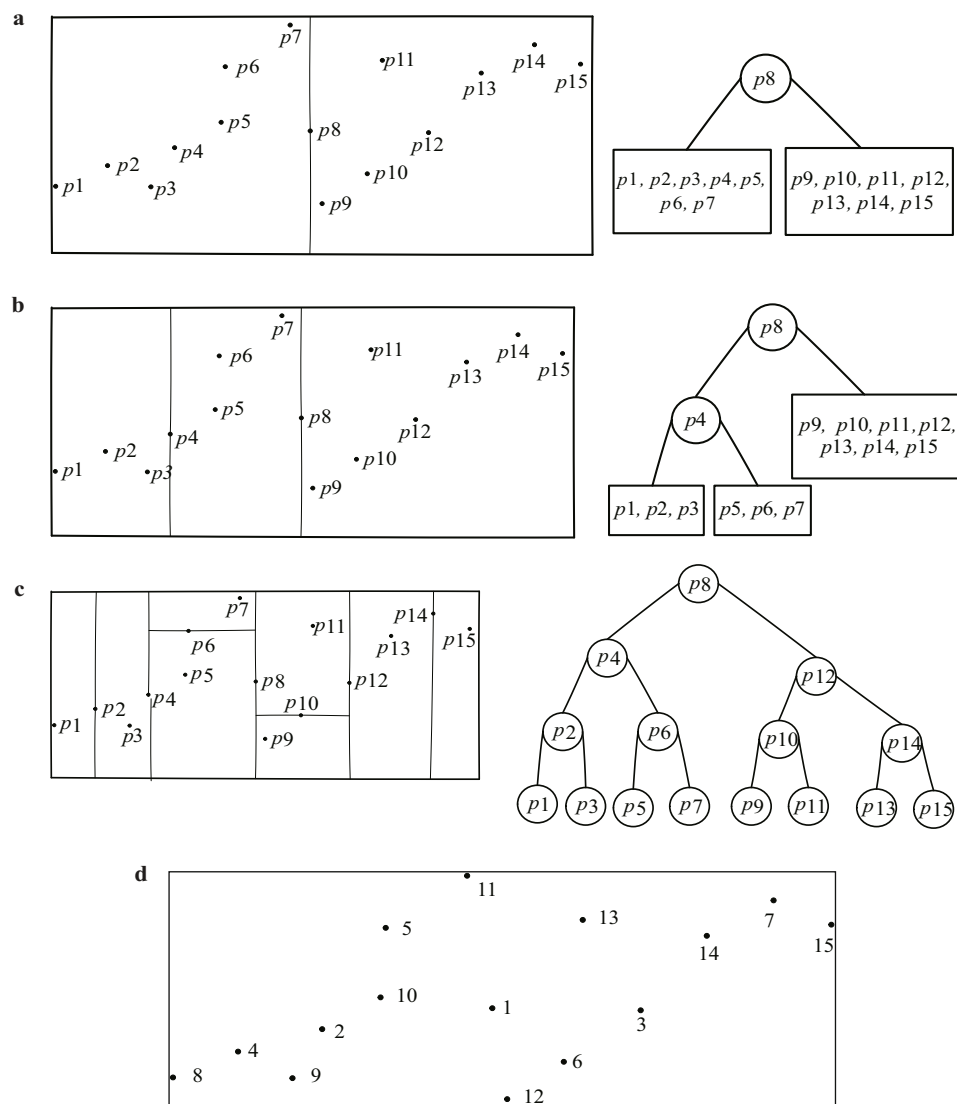 a
p7
p6
p11
p14
p13
p15
p5
p8
p12
p4
p2
p10
p1
p3
p9
p8
p1, p2, p3, p4, p5,
p6, p7
p9, p10, p11, p12,
p13, p14, p15
b
p7
p6
p11
p14
p13
p15
p5
p8
p12
p4
p2
p10
p1
p3
p9
p8
p4
p9, p10, p11, p12,
p13, p14, p15
p1, p2, p3
p5, p6, p7
c
p7
p6
p11
p14
p13
p15
p5
p8
p12
p4
p10
p2
p1
p3
p9
p8
p4
p12
p2
p6
p10
p14
p1
p3
p5
p7
p9
p11
p13
p15
d
11
13
7
5
14
15
10
1
3
2
4
6
8
9
12